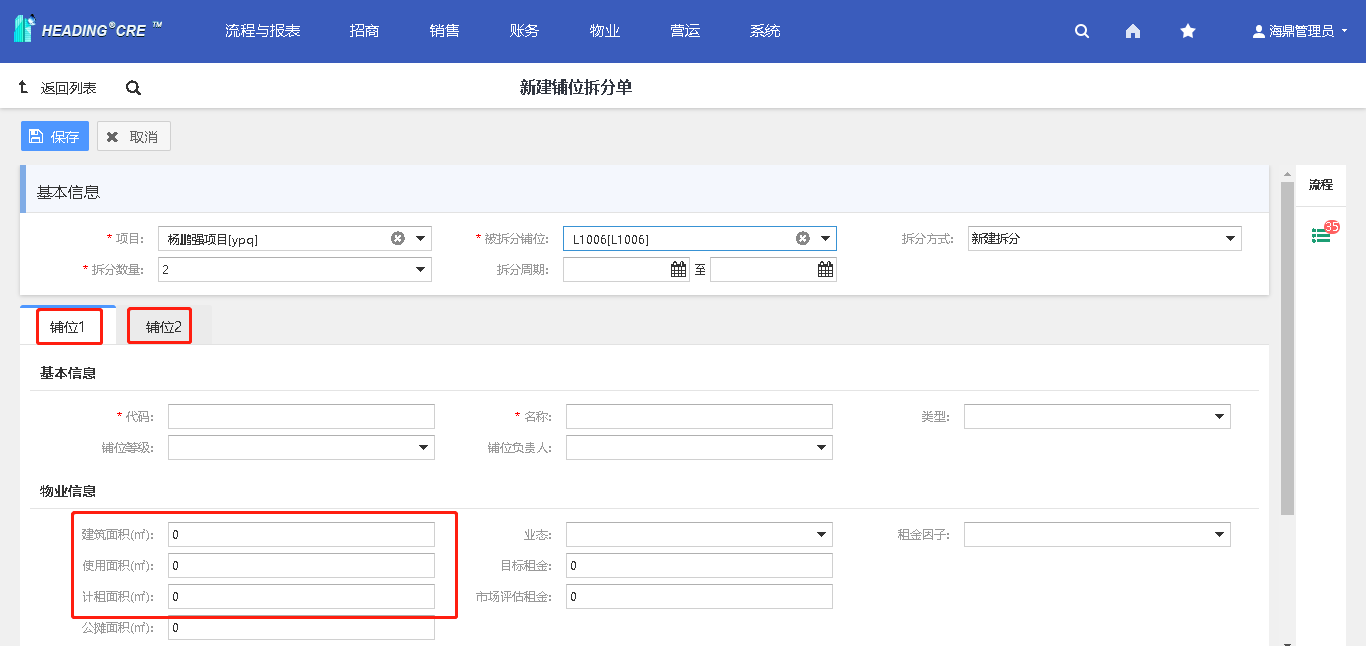 HEADING®CRE ™ 流程与报表 招商 销售 账务 物业 营运 系统 海鼎管理员
返回列表 新建铺位拆分单
保存 取消
基本信息 流程
* 项目: 杨鹏强项目[ypq] * 被拆分铺位: L1006[L1006] 拆分方式: 新建拆分 35
* 拆分数量: 2 拆分周期: 至
铺位1 铺位2
基本信息
* 代码: * 名称: 类型:
铺位等级: 铺位负责人:
物业信息
建筑面积(㎡): 0 业态: 租金因子:
使用面积(㎡): 0 目标租金: 0
计租面积(㎡): 0 市场评估租金: 0
公摊面积(㎡): 0